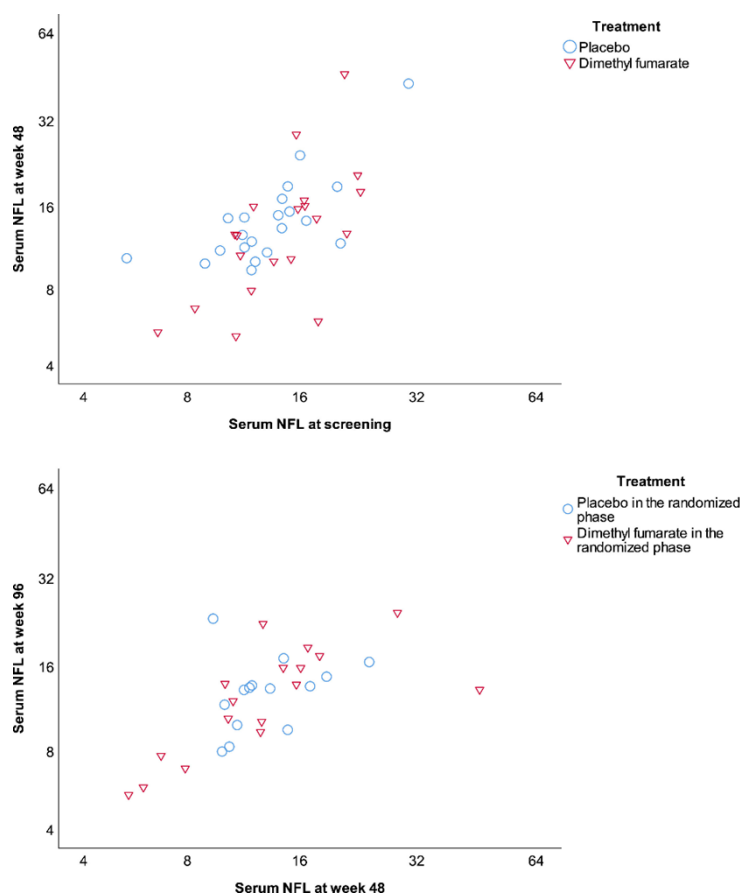 Treatment
Placebo
Dimethyl fumarate
64
32
16
8
4
Serum NFL at week 48
4 8 16 32 64
Serum NFL at screening
Treatment
Placebo in the randomized
phase
Dimethyl fumarate in the
randomized phase
64
32
16
8
4
Serum NFL at week 96
4 8 16 32 64
Serum NFL at week 48